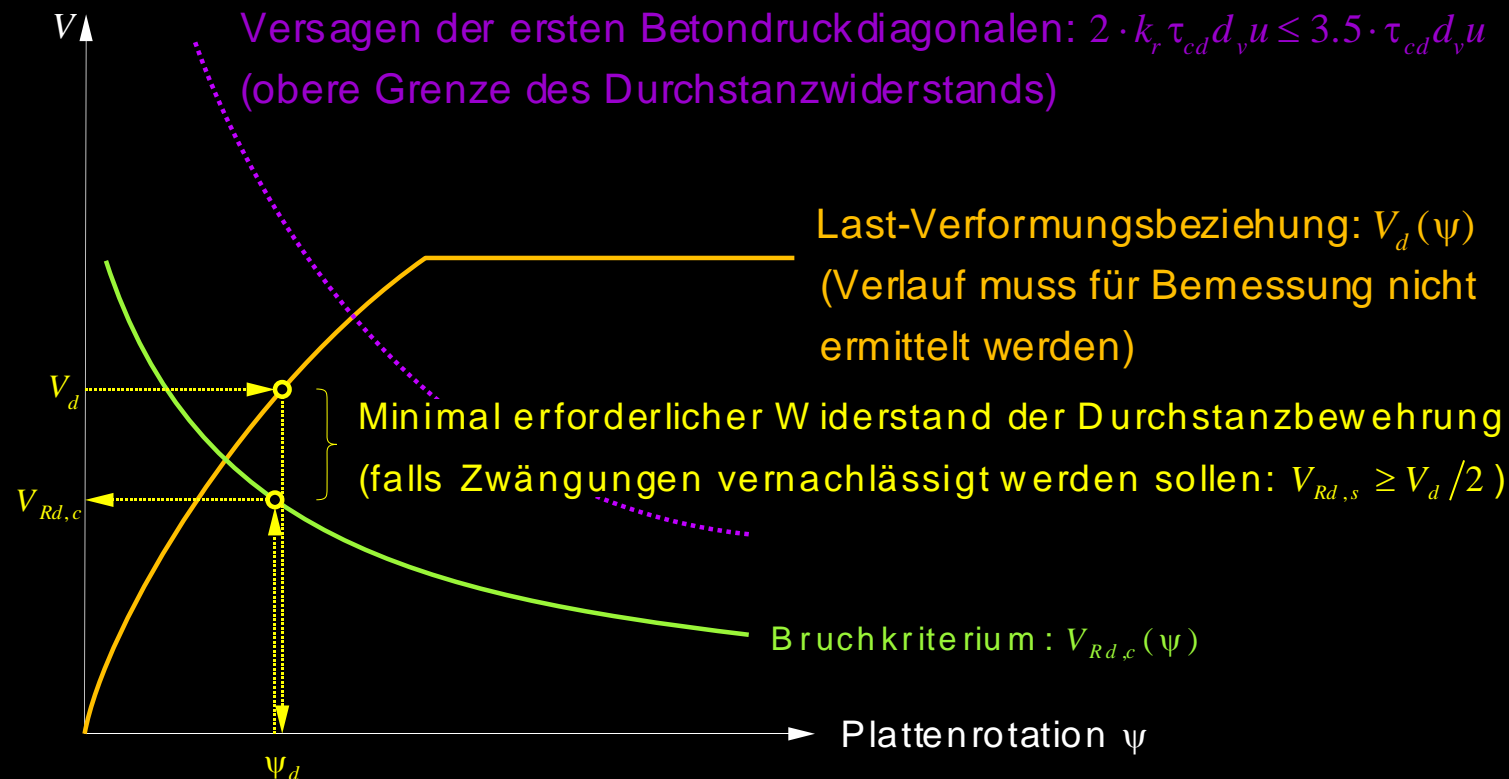 V
Versagen der ersten Betondruckdiagonalen: 2 · k_r τ_cd d_v u ≤ 3.5 · τ_cd d_v u
(obere Grenze des Durchstanzwiderstands)
Last-Verformungsbeziehung: V_d (ψ)
(Verlauf muss für Bemessung nicht
ermittelt werden)
V_d
Minimal erforderlicher Widerstand der Durchstanzbewehrung
(falls Zwängungen vernachlässigt werden sollen: V_Rd,s ≥ V_d/2 )
V_Rd,c
Bruchkriterium: V_Rd,c (ψ)
Plattenrotation ψ
ψ_d